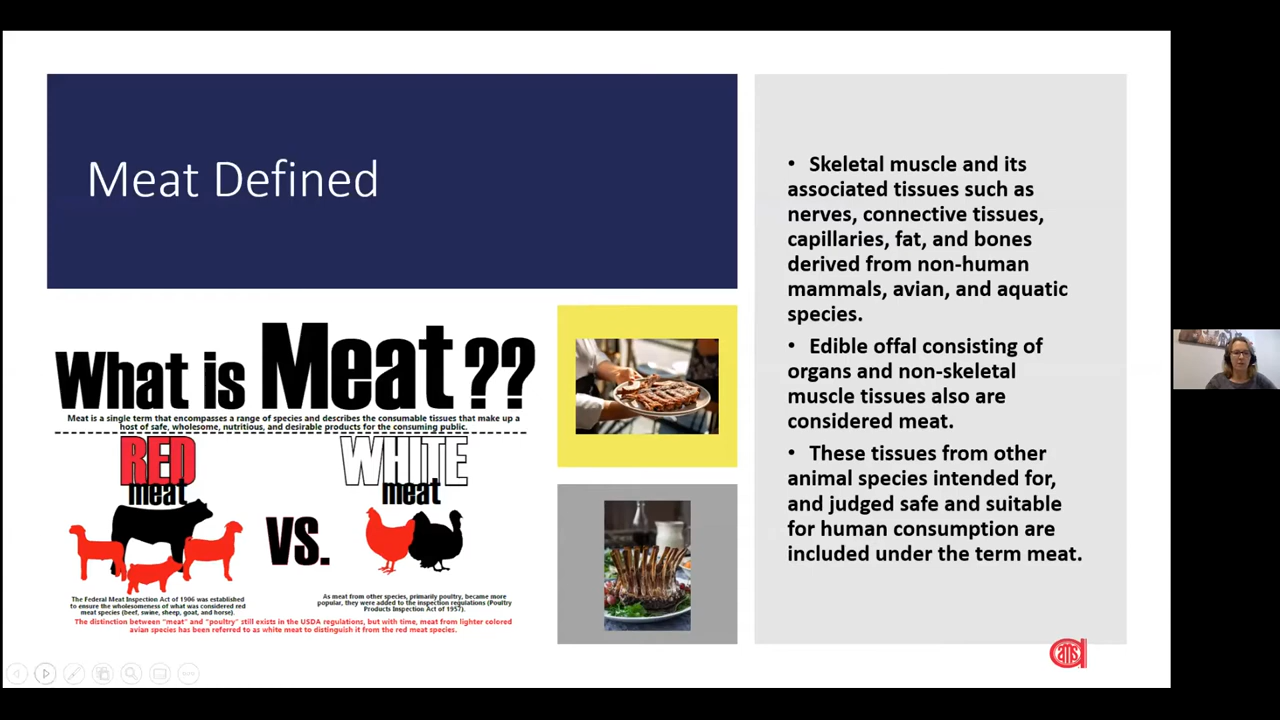 Meat Defined
What is Meat??
Meat is a single term that encompasses a range of species and describes the consumable tissues that make up a
host of safe, wholesome, nutritious, and desirable products for the consuming public.
RED
meat
VS.
WHITE
meat
The Federal Meat Inspection Act of 1906 was established
to ensure the wholesomeness of what was considered red
meat species (beef, swine, sheep, goat, and horse).
As meat from other species, primarily poultry, became more
popular, they were added to the inspection regulations (Poultry
Products Inspection Act of 1957).
The distinction between "meat" and "poultry" still exists in the USDA regulations, but with time, meat from lighter colored
avian species has been referred to as white meat to distinguish it from the red meat species.
• Skeletal muscle and its
associated tissues such as
nerves, connective tissues,
capillaries, fat, and bones
derived from non-human
mammals, avian, and aquatic
species.
• Edible offal consisting of
organs and non-skeletal
muscle tissues also are
considered meat.
• These tissues from other
animal species intended for,
and judged safe and suitable
for human consumption are
included under the term meat.
ams